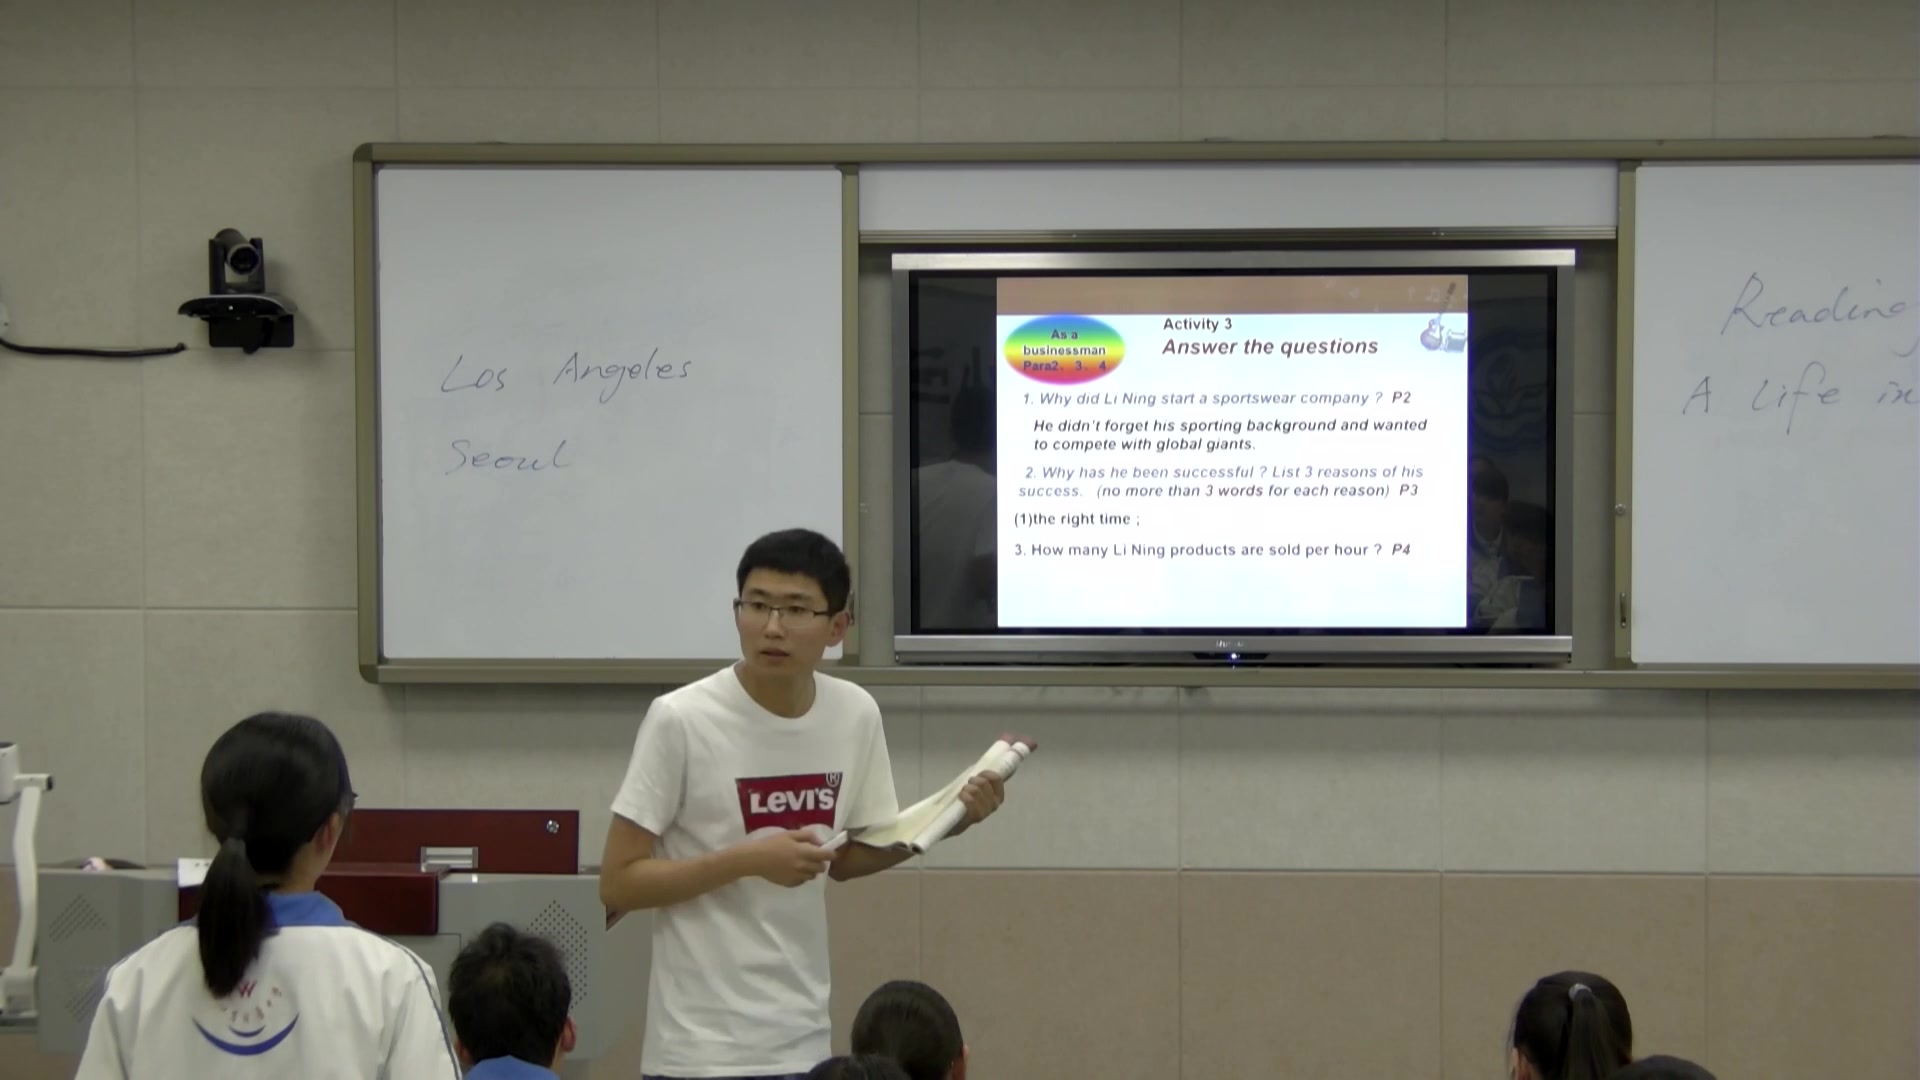 Los Angeles
Seoul
As a
businessman
Para2、3、4
Activity 3
Answer the questions
1. Why did Li Ning start a sportswear company ? P2
He didn't forget his sporting background and wanted
to compete with global giants.
2. Why has he been successful ? List 3 reasons of his
success. (no more than 3 words for each reason) P3
(1)the right time ;
3. How many Li Ning products are sold per hour ? P4
Reading
A Life in
LEVI'S